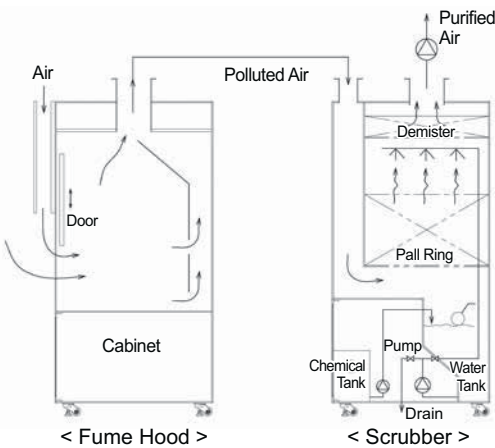 Purified
Air
Air
Polluted Air
Demister
Door
Pall Ring
Cabinet
Pump
Chemical
Tank
Water
Tank
Drain
< Fume Hood >
< Scrubber >